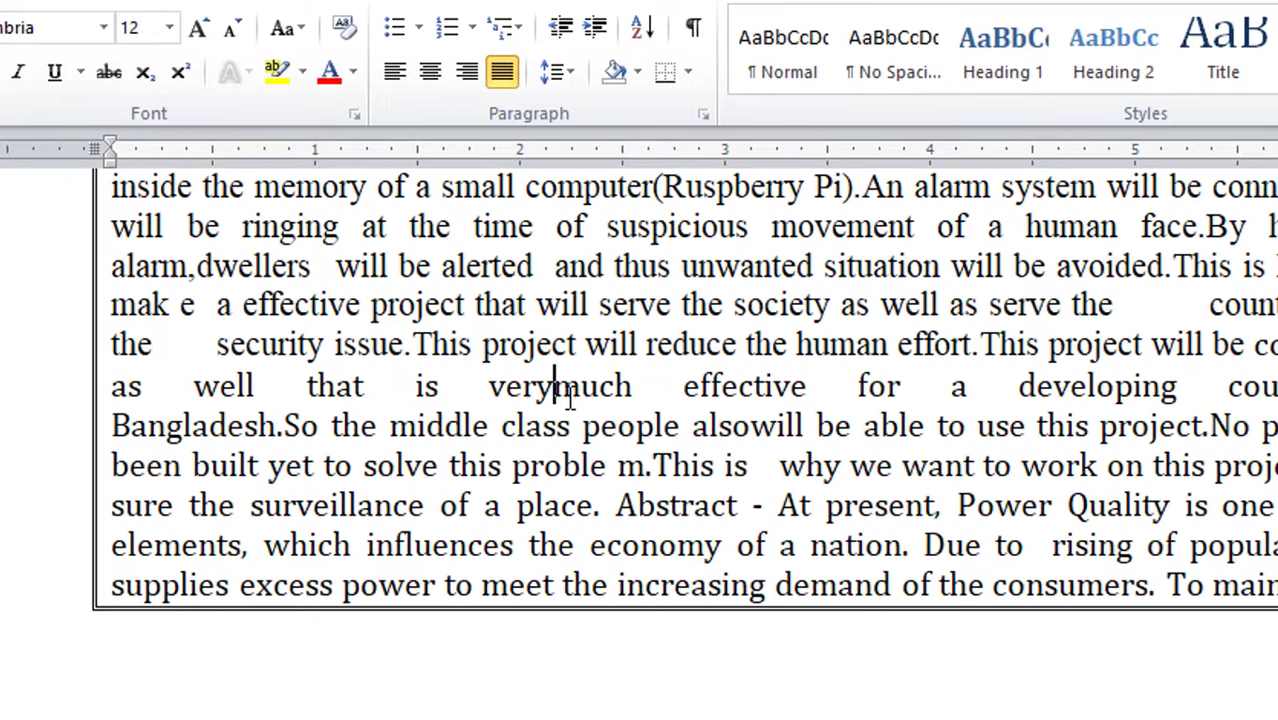 12 Aa
Font
Paragraph
AaBbCcDc AaBbCcDc AaBbC AaBbCc AaB
¶ Normal ¶ No Spaci... Heading 1 Heading 2 Title
Styles
1 2 3 4 5
inside the memory of a small computer(Ruspberry Pi).An alarm system will be
will be ringing at the time of suspicious movement of a human face.By
alarm,dwellers will be alerted and thus unwanted situation will be avoided.This is
mak e a effective project that will serve the society as well as serve the
the security issue.This project will reduce the human effort.This project will be
as well that is verymuch effective for a developing
Bangladesh.So the middle class people alsowill be able to use this project.No
been built yet to solve this proble m.This is why we want to work on this
sure the surveillance of a place. Abstract - At present, Power Quality is one
elements, which influences the economy of a nation. Due to rising of
supplies excess power to meet the increasing demand of the consumers. To